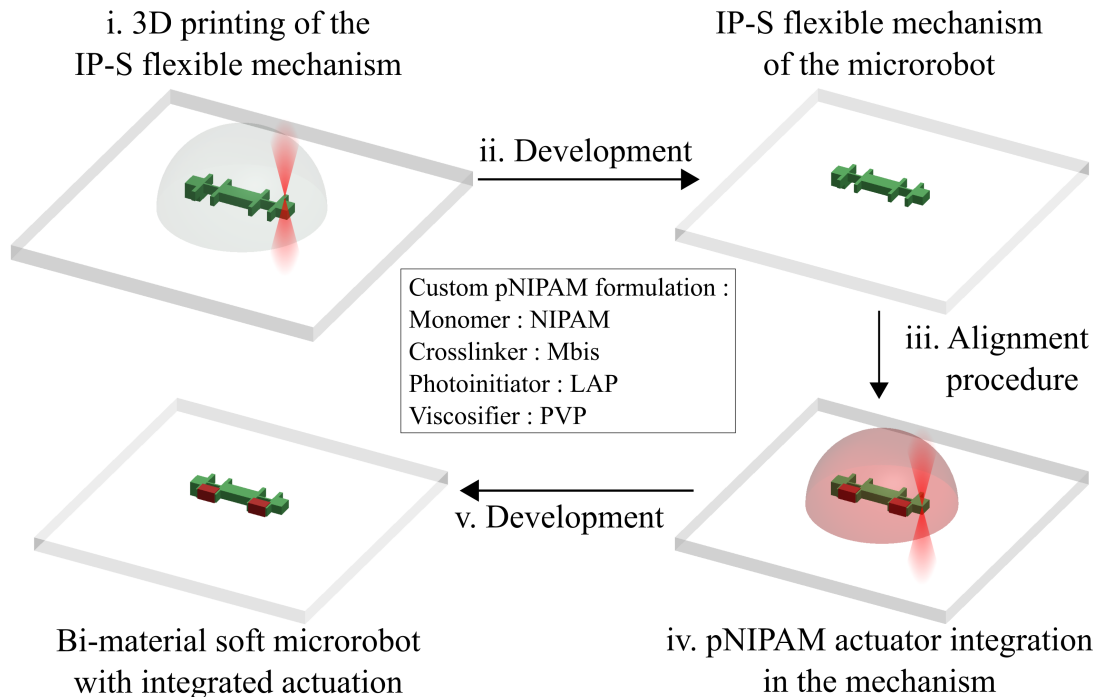 i. 3D printing of the
IP-S flexible mechanism
IP-S flexible mechanism
of the microrobot
ii. Development
Custom pNIPAM formulation :
Monomer : NIPAM
Crosslinker : Mbis
Photoinitiator : LAP
Viscosifier : PVP
iii. Alignment
procedure
v. Development
Bi-material soft microrobot
with integrated actuation
iv. pNIPAM actuator integration
in the mechanism